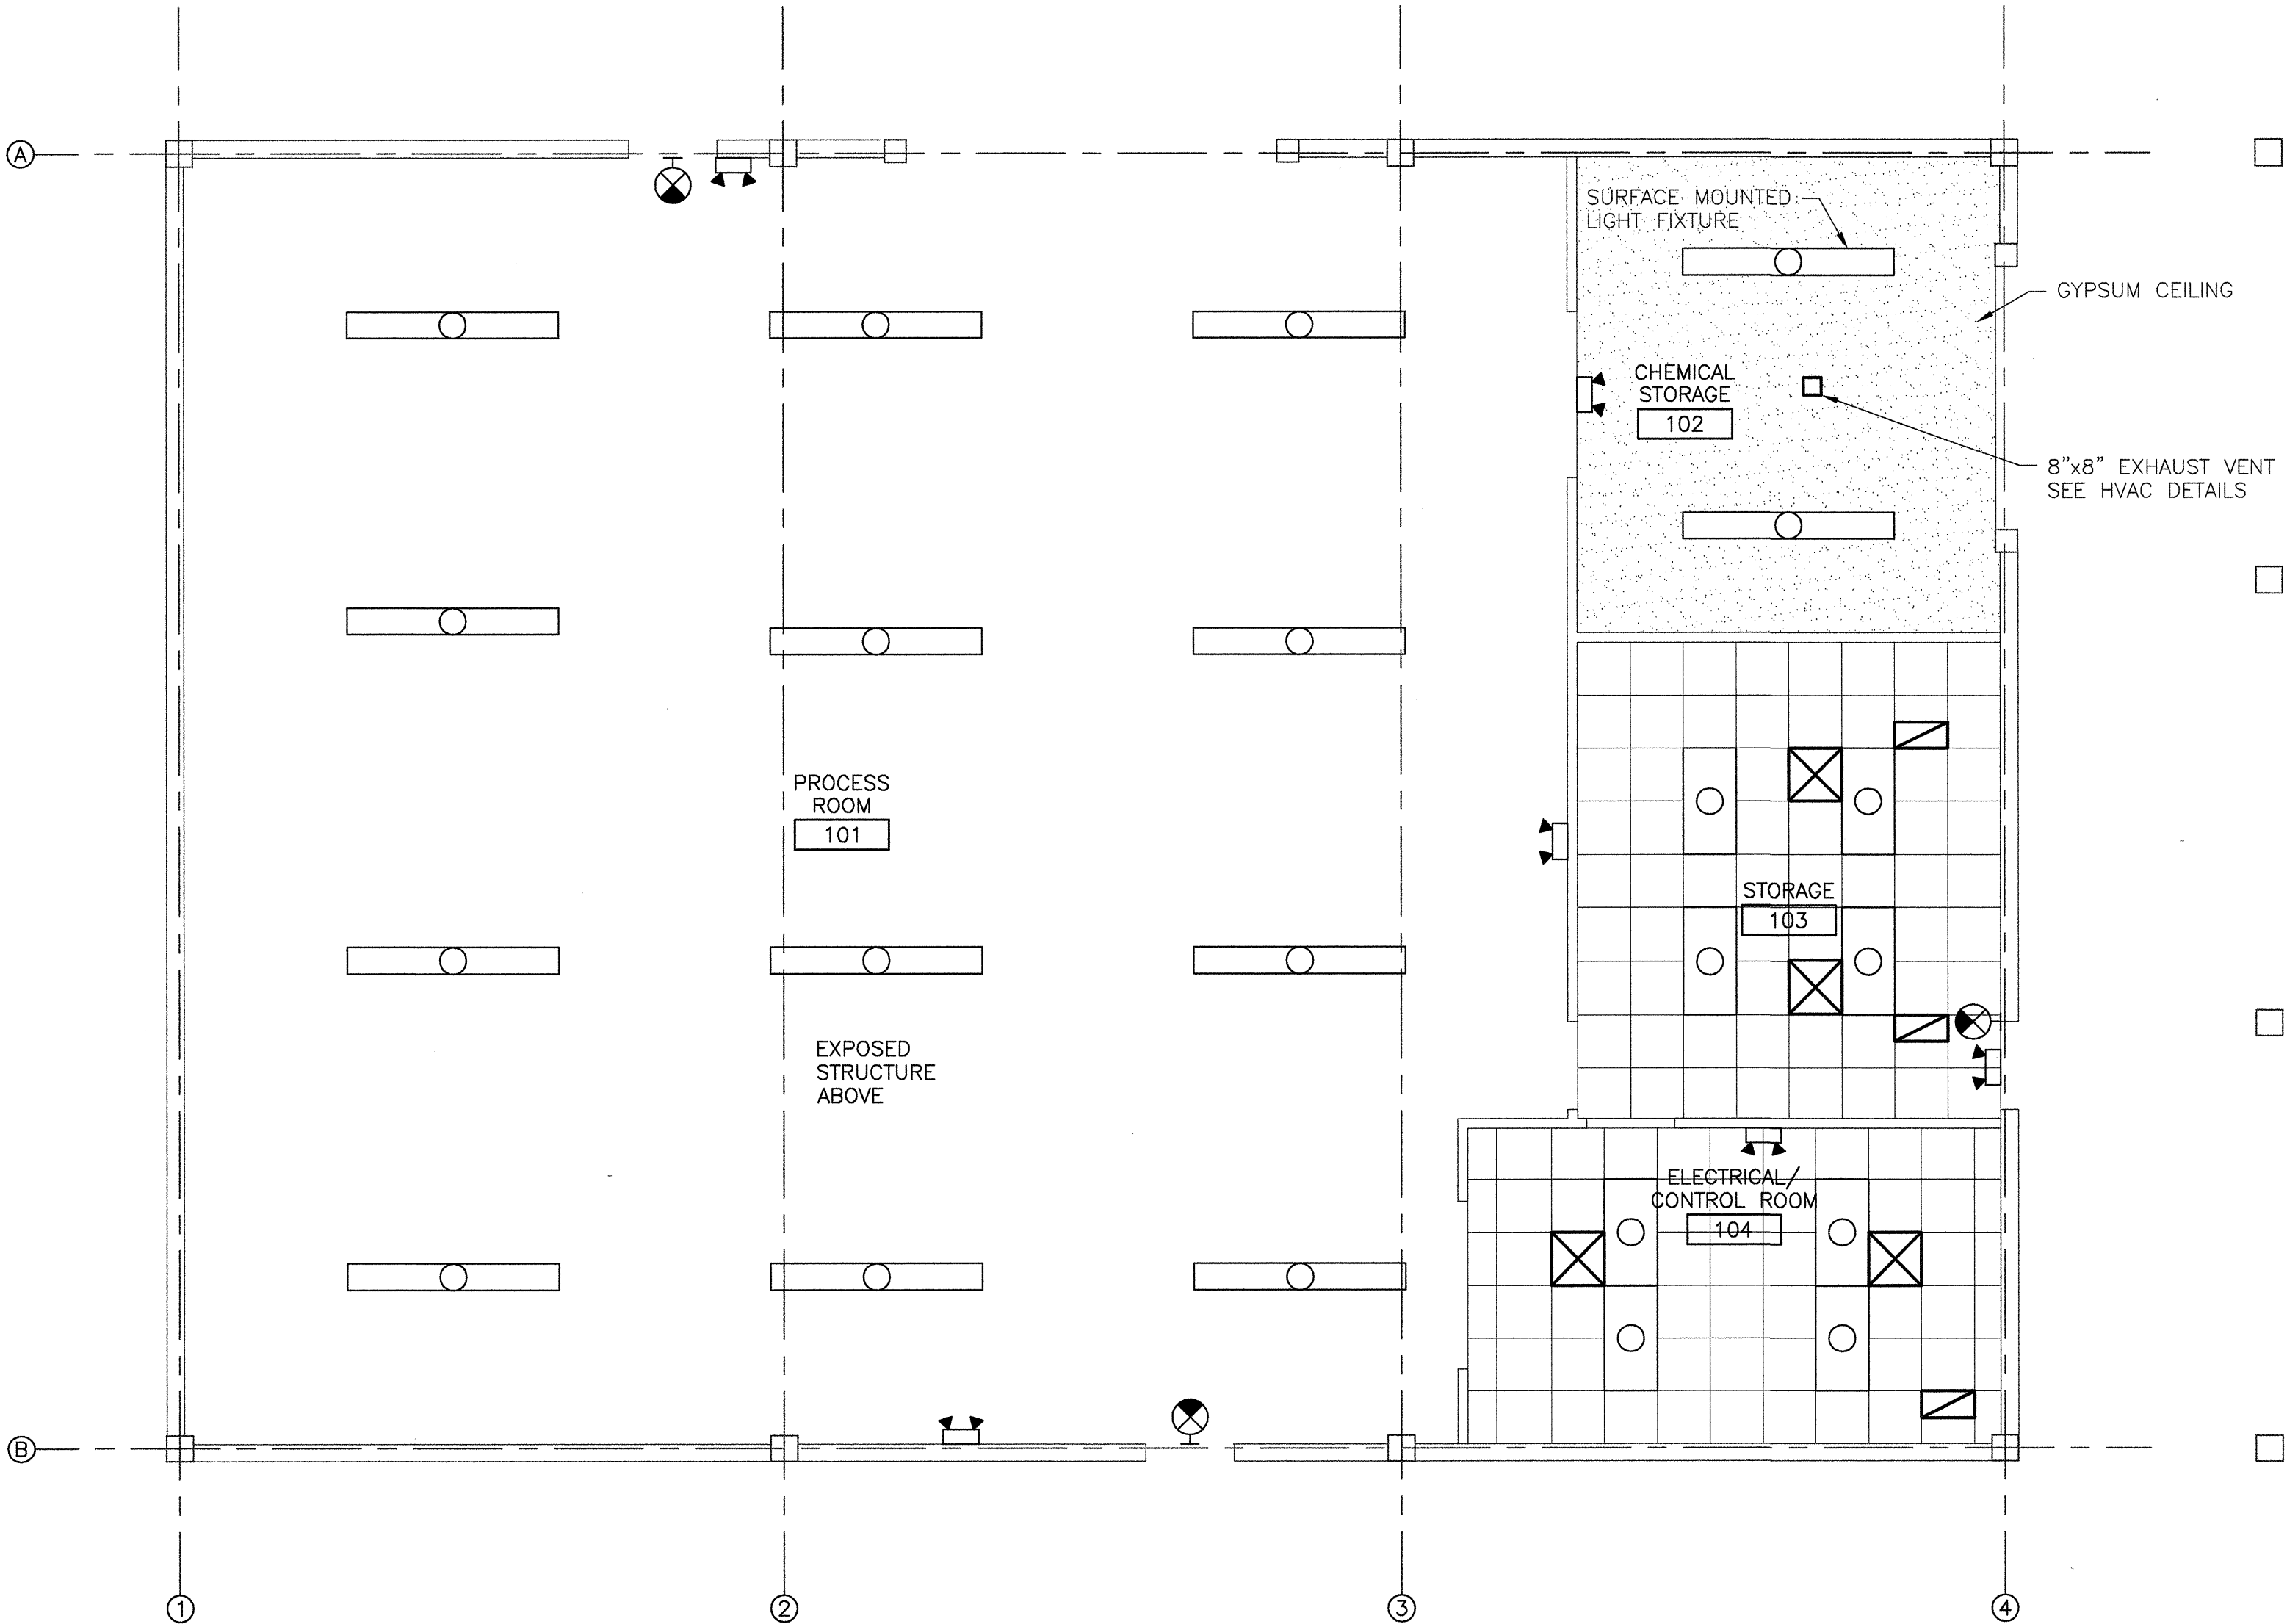 A
SURFACE MOUNTED
LIGHT FIXTURE
GYPSUM CEILING
CHEMICAL
STORAGE
102
8"x8" EXHAUST VENT
SEE HVAC DETAILS
PROCESS
ROOM
101
STORAGE
103
EXPOSED
STRUCTURE
ABOVE
ELECTRICAL/
CONTROL ROOM
104
B
1
2
3
4